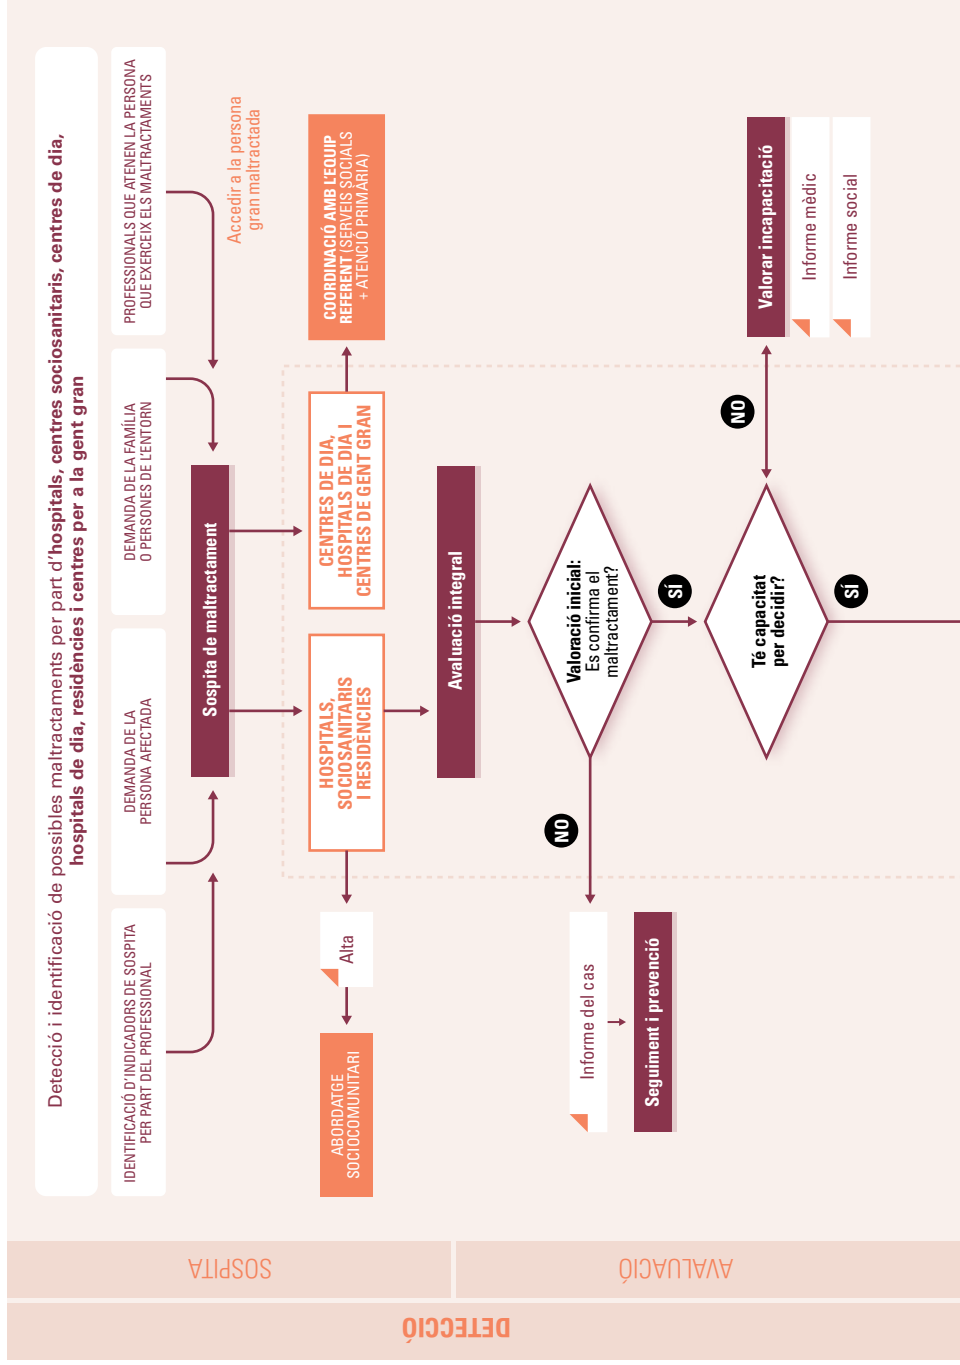 Detecció i identificació de possibles maltractaments per part d'hospitals, centres sociosanitaris, centres de dia,
hospitals de dia, residències i centres per a la gent gran
IDENTIFICACIÓ D'INDICADORS DE SOSPITA
PER PART DEL PROFESSIONAL
DEMANDA DE LA
PERSONA AFECTADA
DEMANDA DE LA FAMÍLIA
O PERSONES DE L'ENTORN
PROFESSIONALS QUE ATENEN LA PERSONA
QUE EXERCEIX ELS MALTRACTAMENTS
Sospita de maltractament
Accedir a la persona
gran maltractada
ABORDATGE
SOCIOCOMUNITARI
Alta
HOSPITALS,
SOCIOSANITARIS
I RESIDÈNCIES
CENTRES DE DIA,
HOSPITALS DE DIA I
CENTRES DE GENT GRAN
COORDINACIÓ AMB L'EQUIP
REFERENT (SERVEIS SOCIALS
+ ATENCIÓ PRIMÀRIA)
Avaluació integral
Valoració inicial:
Es confirma el
maltractament?
NO
SÍ
Informe del cas
Seguiment i prevenció
Té capacitat
per decidir?
NO
SÍ
Valorar incapacitació
Informe mèdic
Informe social
SOSPITA
AVALUACIÓ
DETECCIÓ